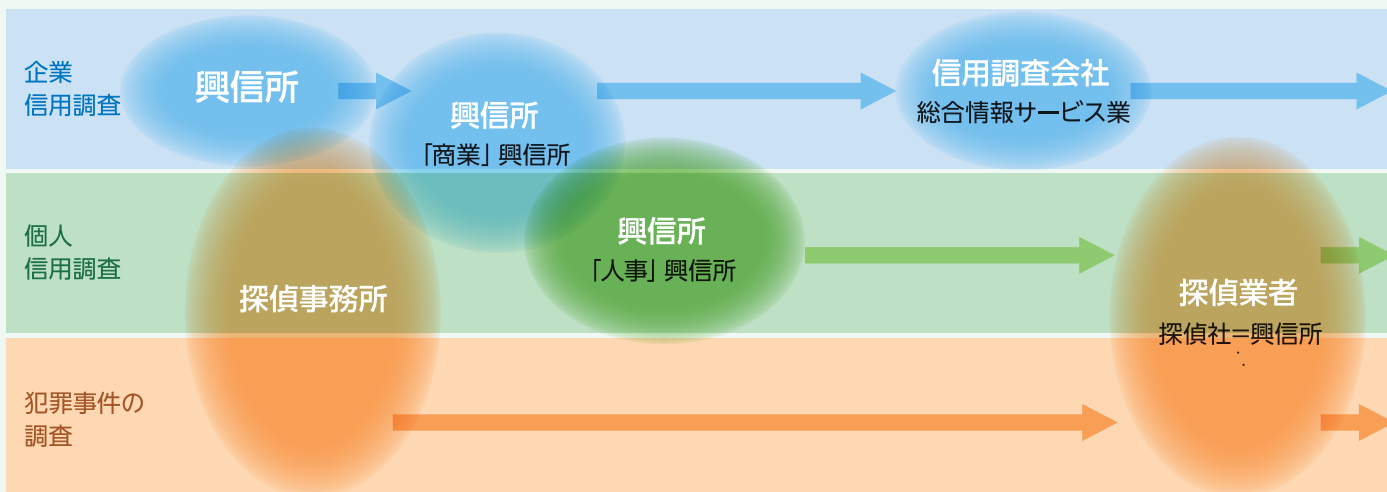 企業
信用調査
興信所
興信所
「商業」興信所
信用調査会社
総合情報サービス業
個人
信用調査
探偵事務所
興信所
「人事」興信所
探偵業者
探偵社=興信所
犯罪事件の
調査